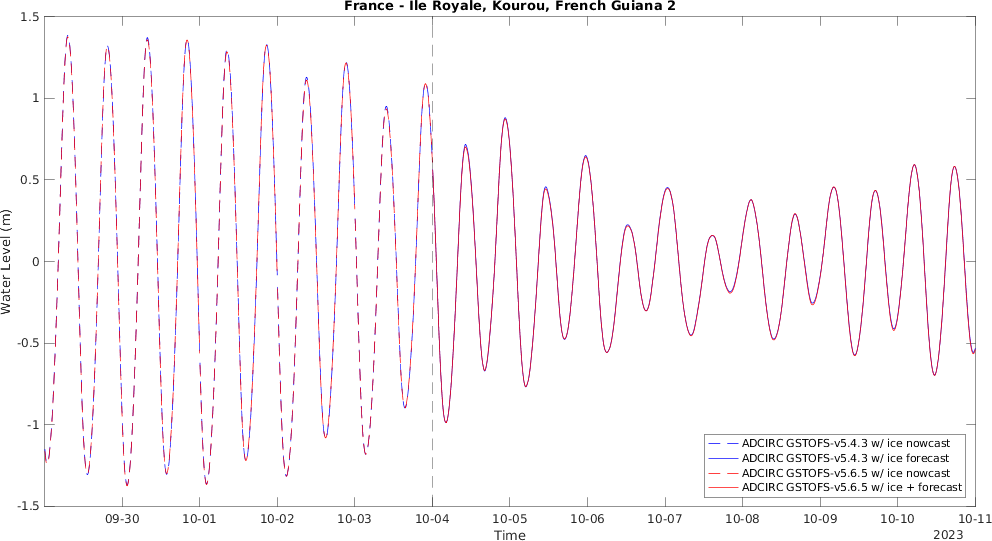 France - Ile Royale, Kourou, French Guiana 2
1.5
1
0.5
0
-0.5
-1
-1.5
Water Level (m)
ADCIRC GSTOFS-v5.4.3 w/ ice nowcast
ADCIRC GSTOFS-v5.4.3 w/ ice forecast
ADCIRC GSTOFS-v5.6.5 w/ ice nowcast
ADCIRC GSTOFS-v5.6.5 w/ ice + forecast
09-30 10-01 10-02 10-03 10-04 10-05 10-06 10-07 10-08 10-09 10-10 10-11
Time
2023